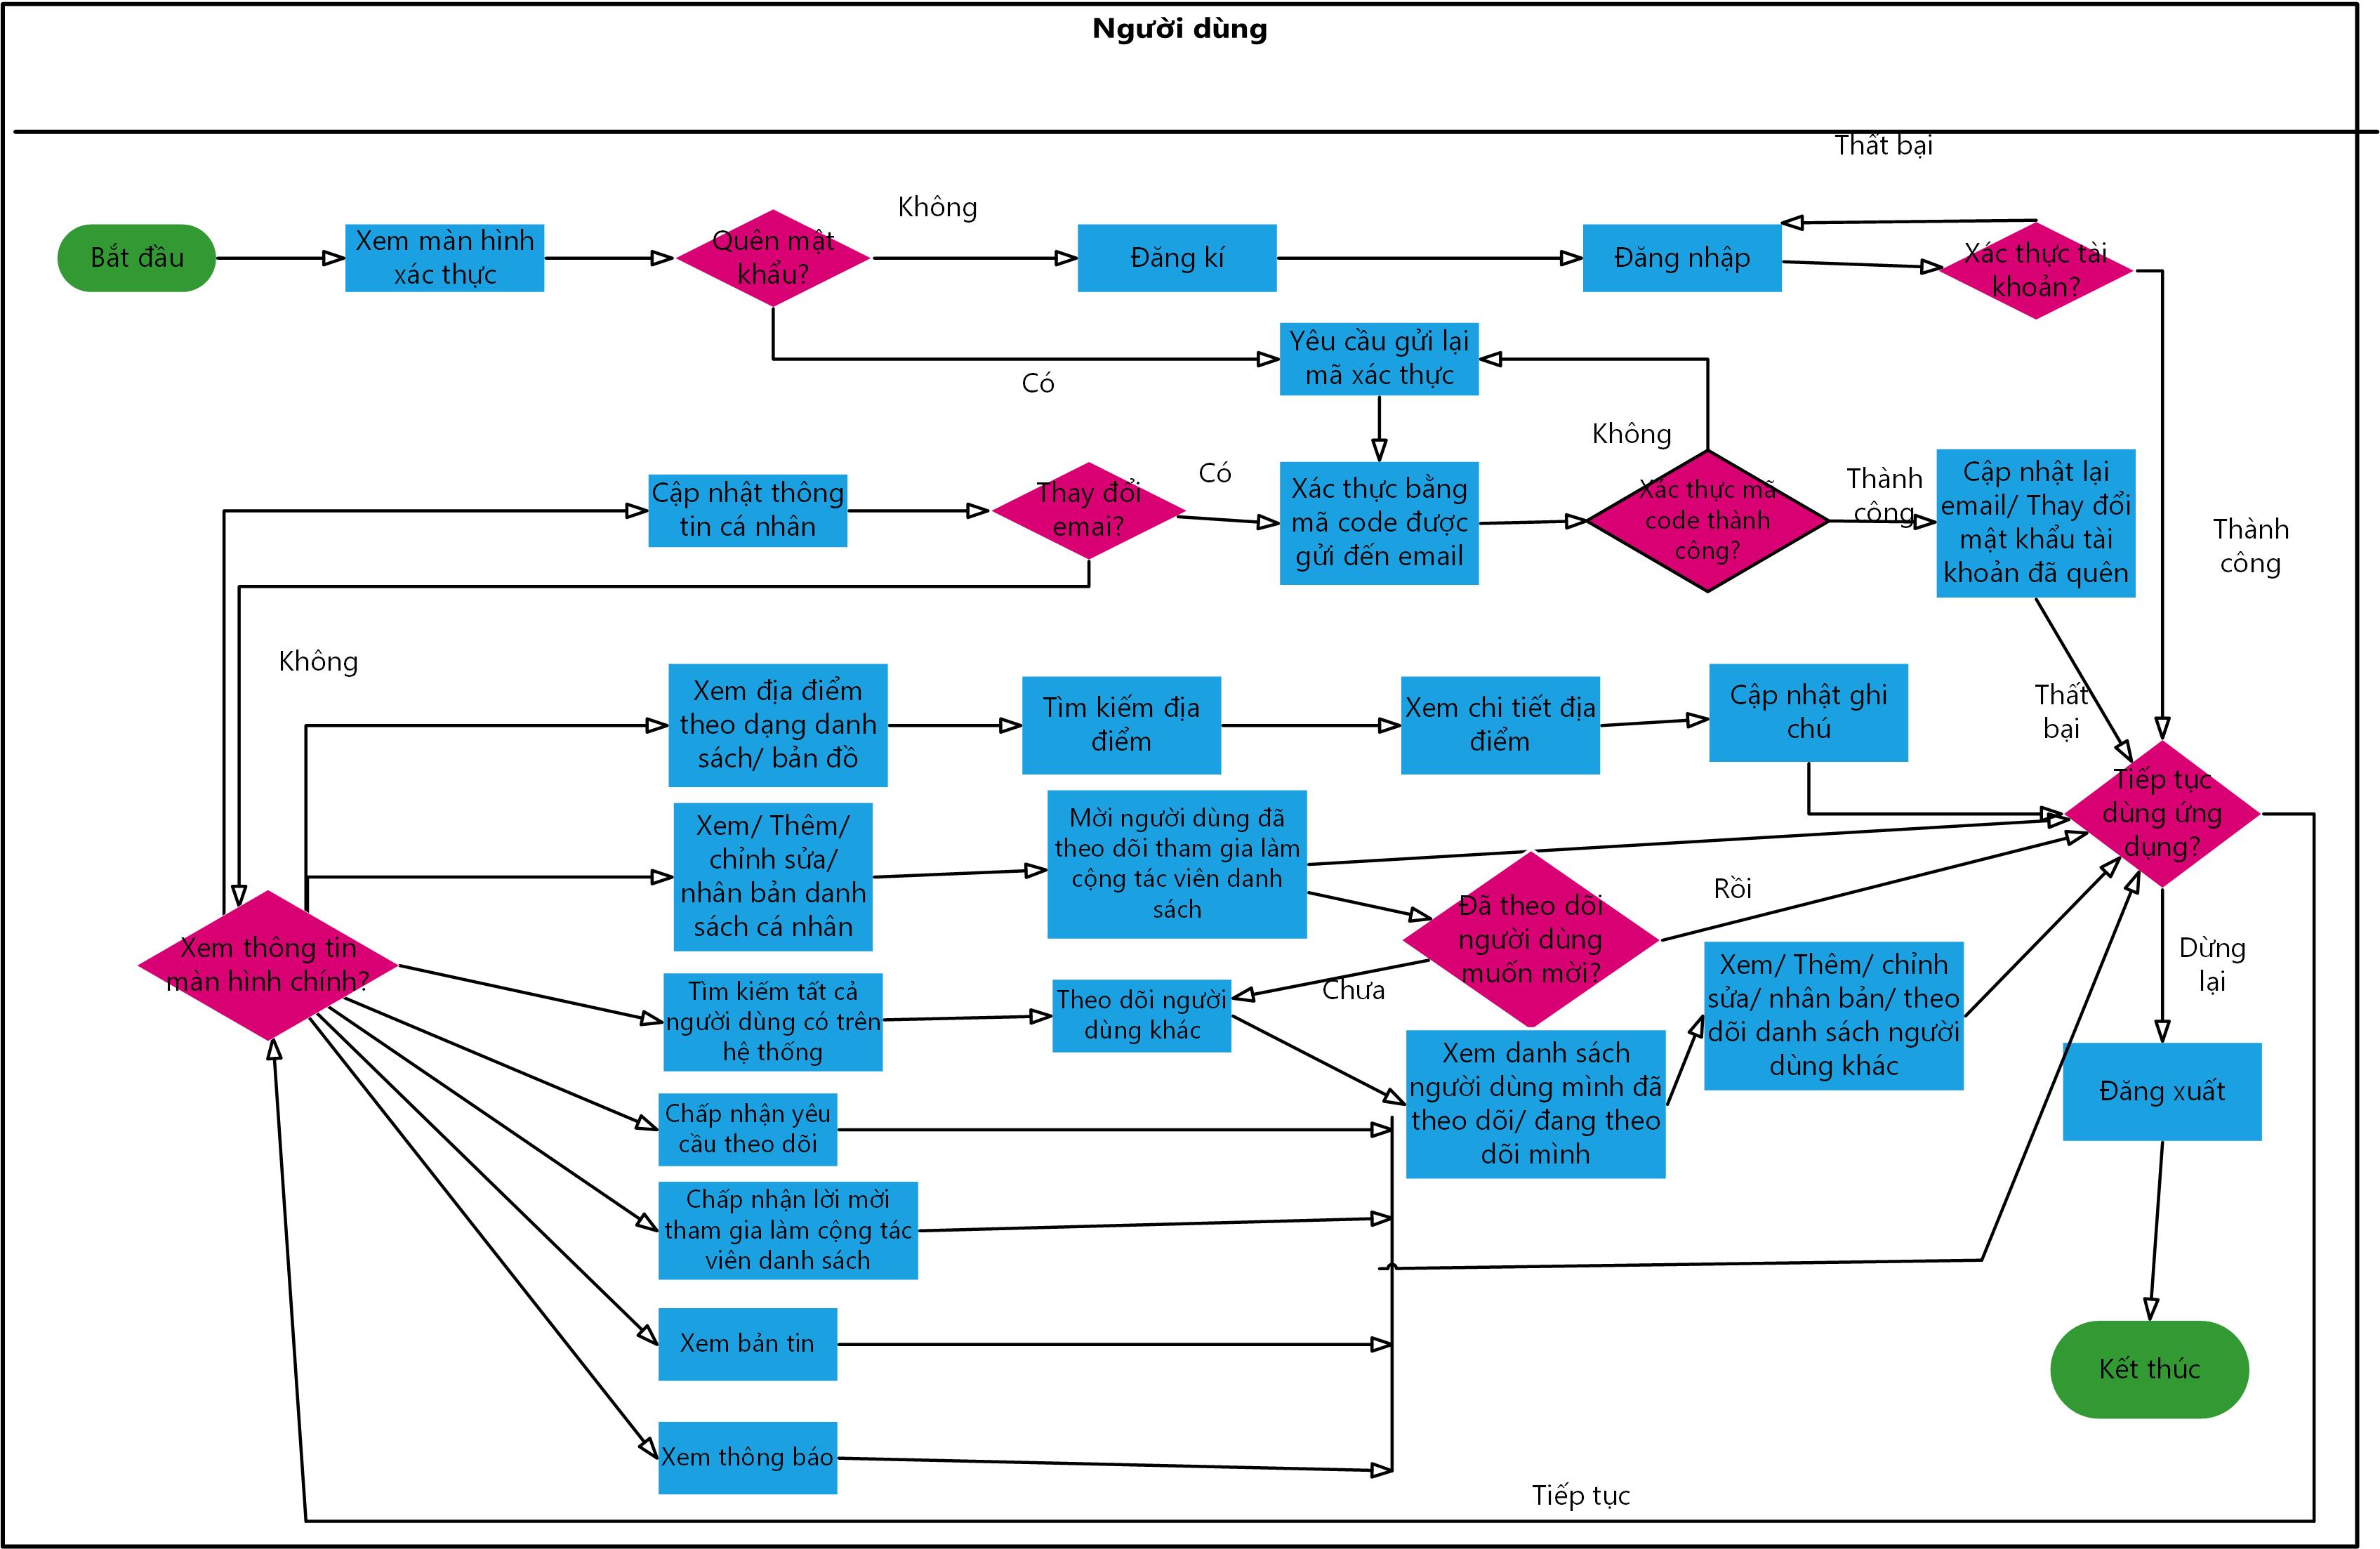 Người dùng
Thất bại
Không
Bắt đầu
Xem màn hình
xác thực
Quên mật
khẩu?
Đăng kí
Đăng nhập
Xác thực tài
khoản?
Yêu cầu gửi lại
mã xác thực
Có
Không
Cập nhật thông
tin cá nhân
Thay đổi
emai?
Có
Xác thực bằng
mã code được
gửi đến email
Xác thực mã
code thành
công?
Thành
công
Cập nhật lại
email/ Thay đổi
mật khẩu tài
khoản đã quên
Thành
công
Không
Xem địa điểm
theo dạng danh
sách/ bản đồ
Tìm kiếm địa
điểm
Xem chi tiết địa
điểm
Cập nhật ghi
chú
Thất
bại
Tiếp tục
dùng ứng
dụng?
Xem/ Thêm/
chỉnh sửa/
nhân bản danh
sách cá nhân
Mời người dùng đã
theo dõi tham gia làm
cộng tác viên danh
sách
Đã theo dõi
người dùng
muốn mời?
Rồi
Dừng
lại
Xem thông tin
màn hình chính?
Tìm kiếm tất cả
người dùng có trên
hệ thống
Theo dõi người
dùng khác
Chưa
Xem/ Thêm/ chỉnh
sửa/ nhân bản/ theo
dõi danh sách người
dùng khác
Xem danh sách
người dùng mình đã
theo dõi/ đang theo
dõi mình
Đăng xuất
Chấp nhận yêu
cầu theo dõi
Chấp nhận lời mời
tham gia làm cộng tác
viên danh sách
Xem bản tin
Kết thúc
Xem thông báo
Tiếp tục